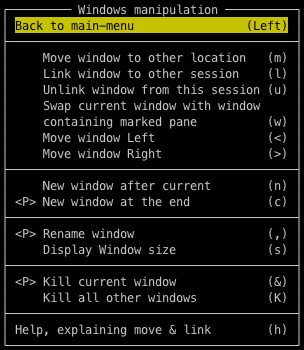 Windows manipulation
Back to main-menu (Left)
Move window to other location (m)
Link window to other session (l)
Unlink window from this session (u)
Swap current window with window
containing marked pane (w)
Move window Left (<)
Move window Right (>)
New window after current (n)
<P> New window at the end (c)
<P> Rename window (,)
Display Window size (s)
<P> Kill current window (&)
Kill all other windows (K)
Help, explaining move & link (h)